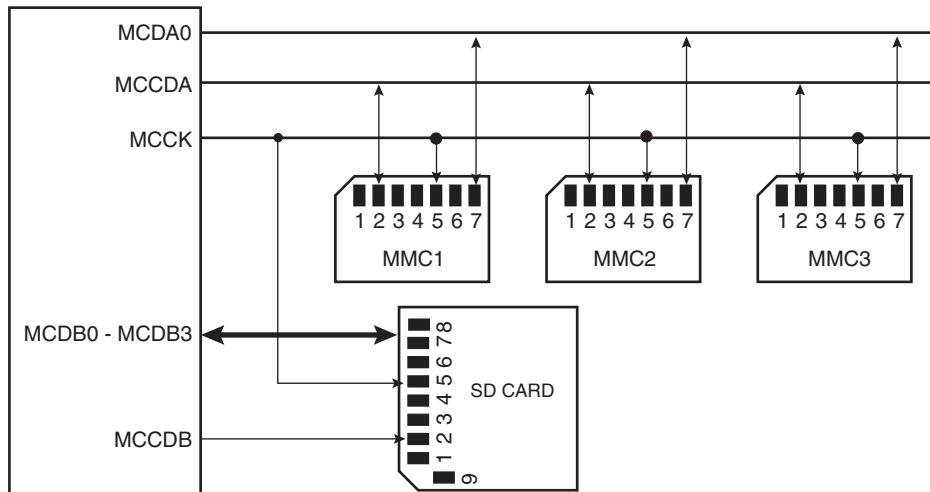 MCDA0
MCCDA
MCCK
1 2 3 4 5 6 7
MMC1
1 2 3 4 5 6 7
MMC2
1 2 3 4 5 6 7
MMC3
MCDB0 - MCDB3
MCCDB
1 2 3 4 5 6 7 8
9
SD CARD